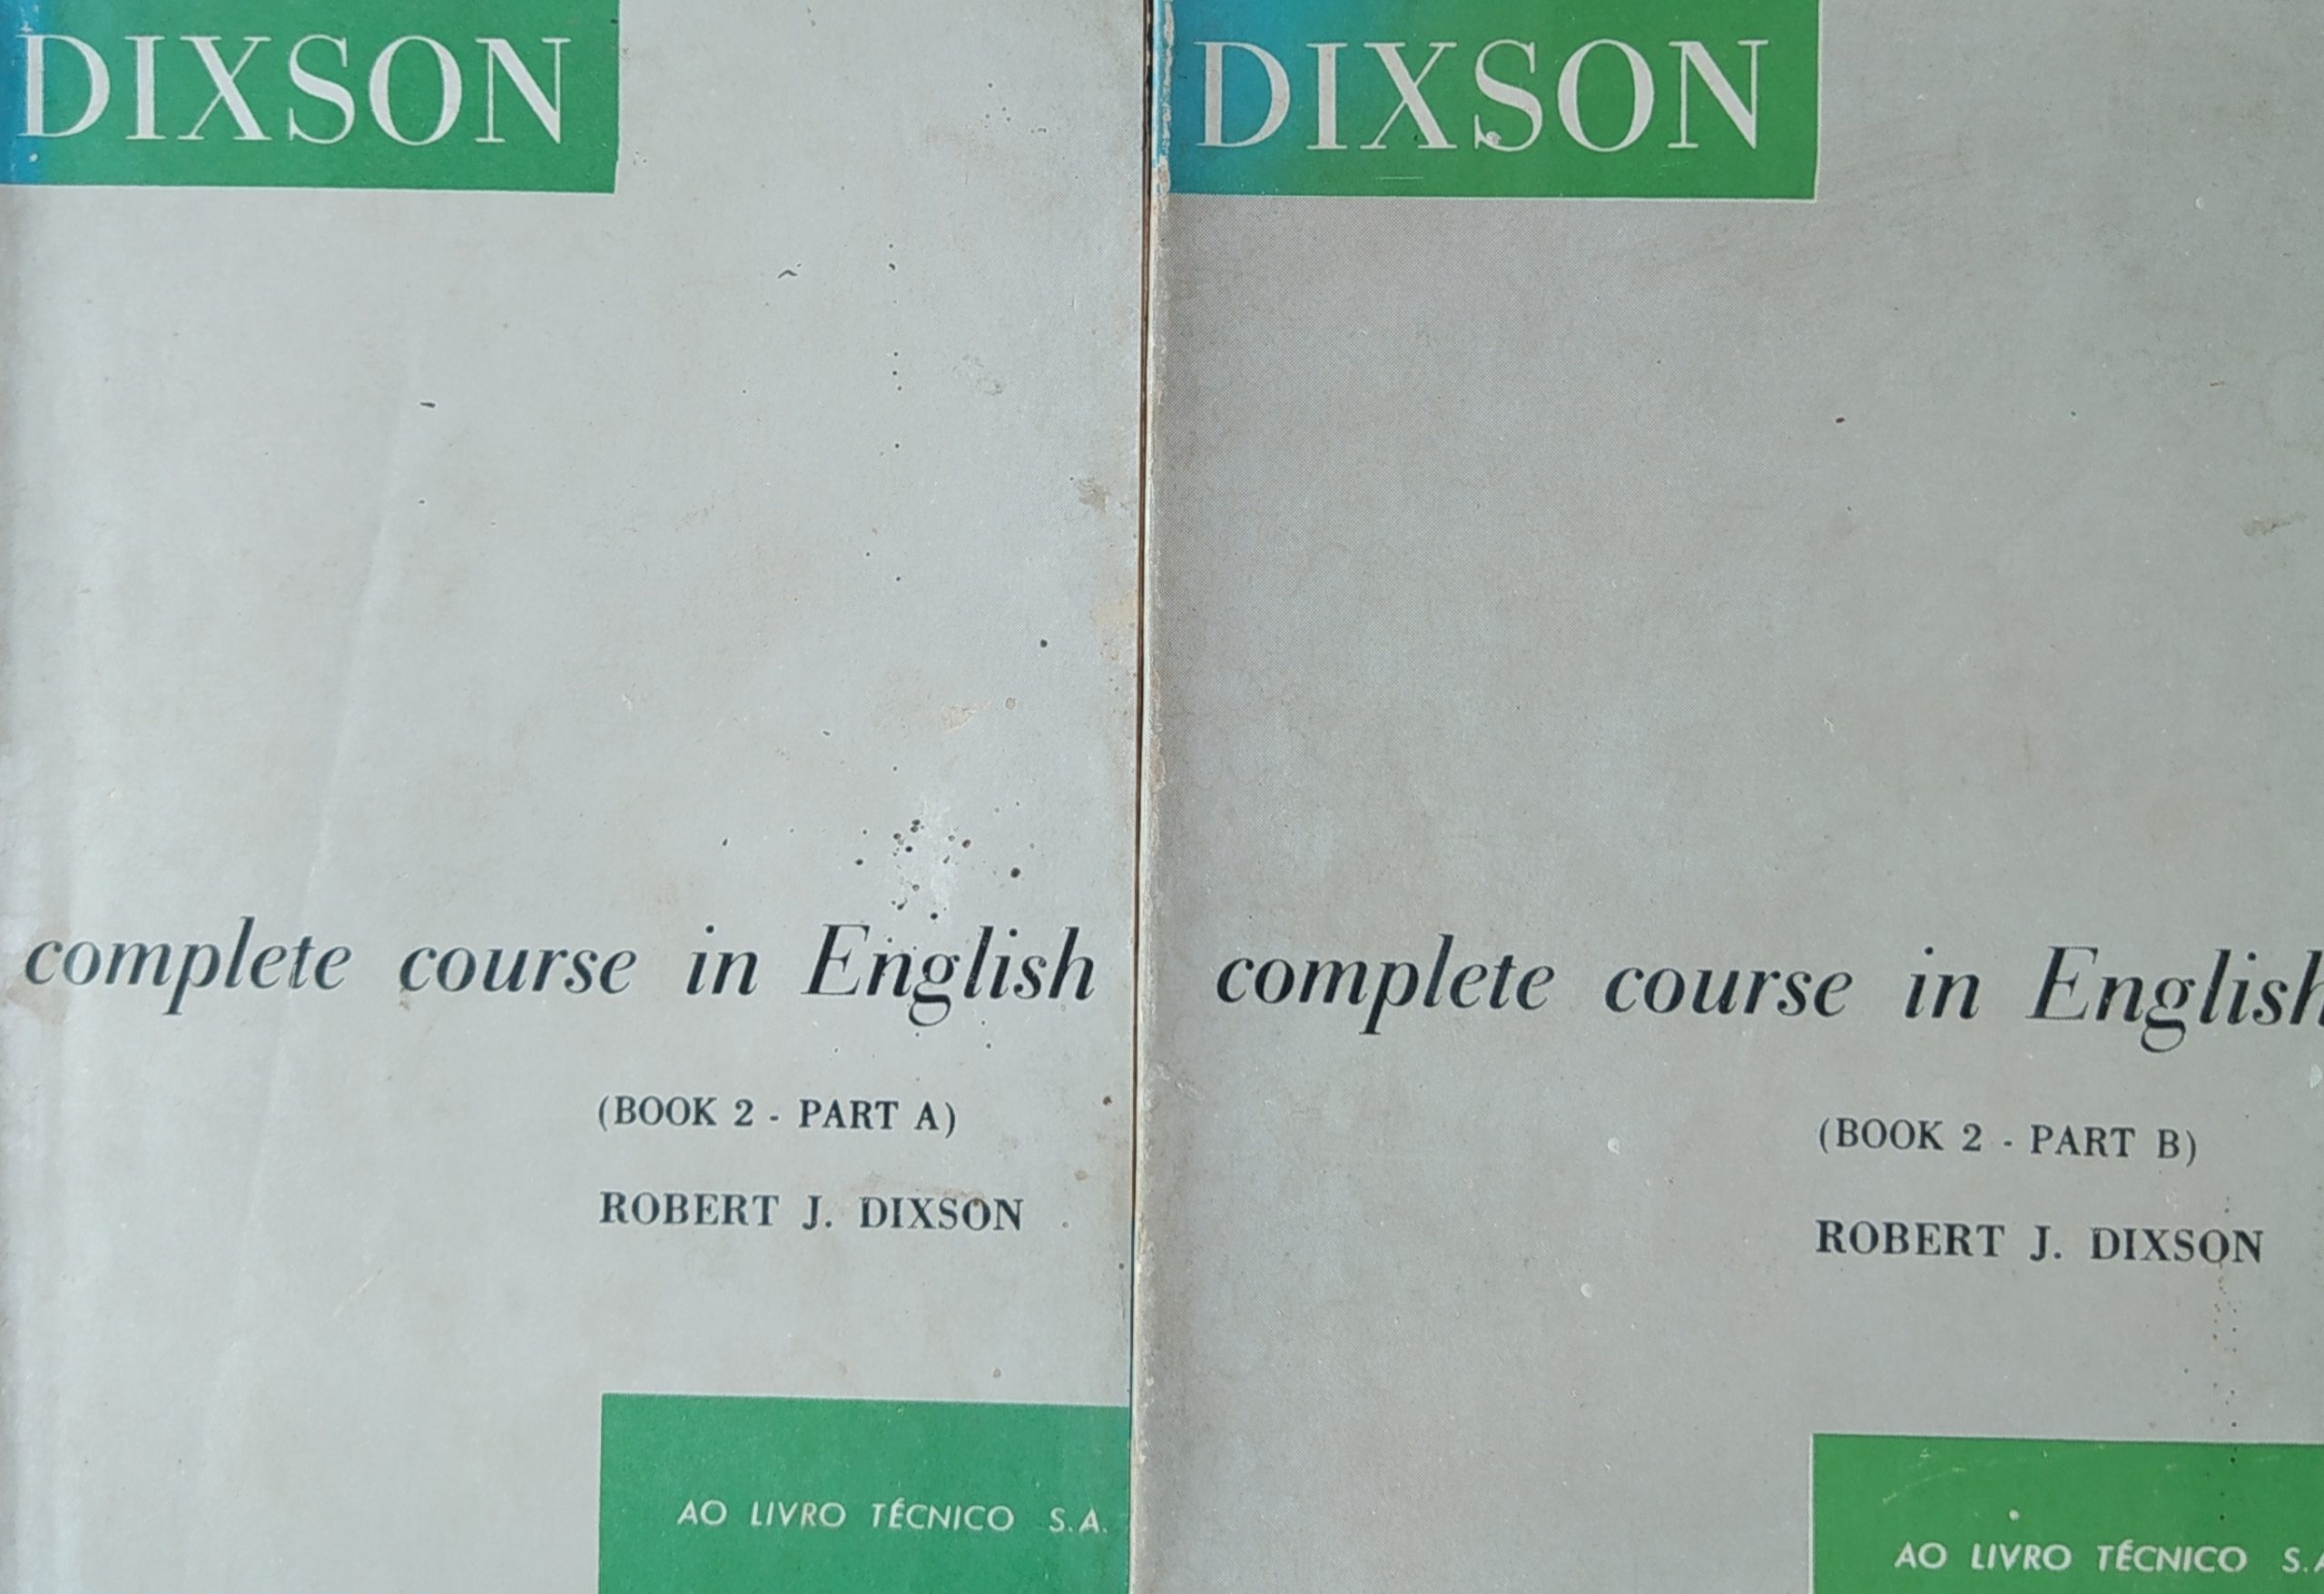 DIXSON
complete course in English
(BOOK 2 - PART A)
ROBERT J. DIXSON
AO LIVRO TÉCNICO S.A.
DIXSON
complete course in English
(BOOK 2 - PART B)
ROBERT J. DIXSON
AO LIVRO TÉCNICO S.A